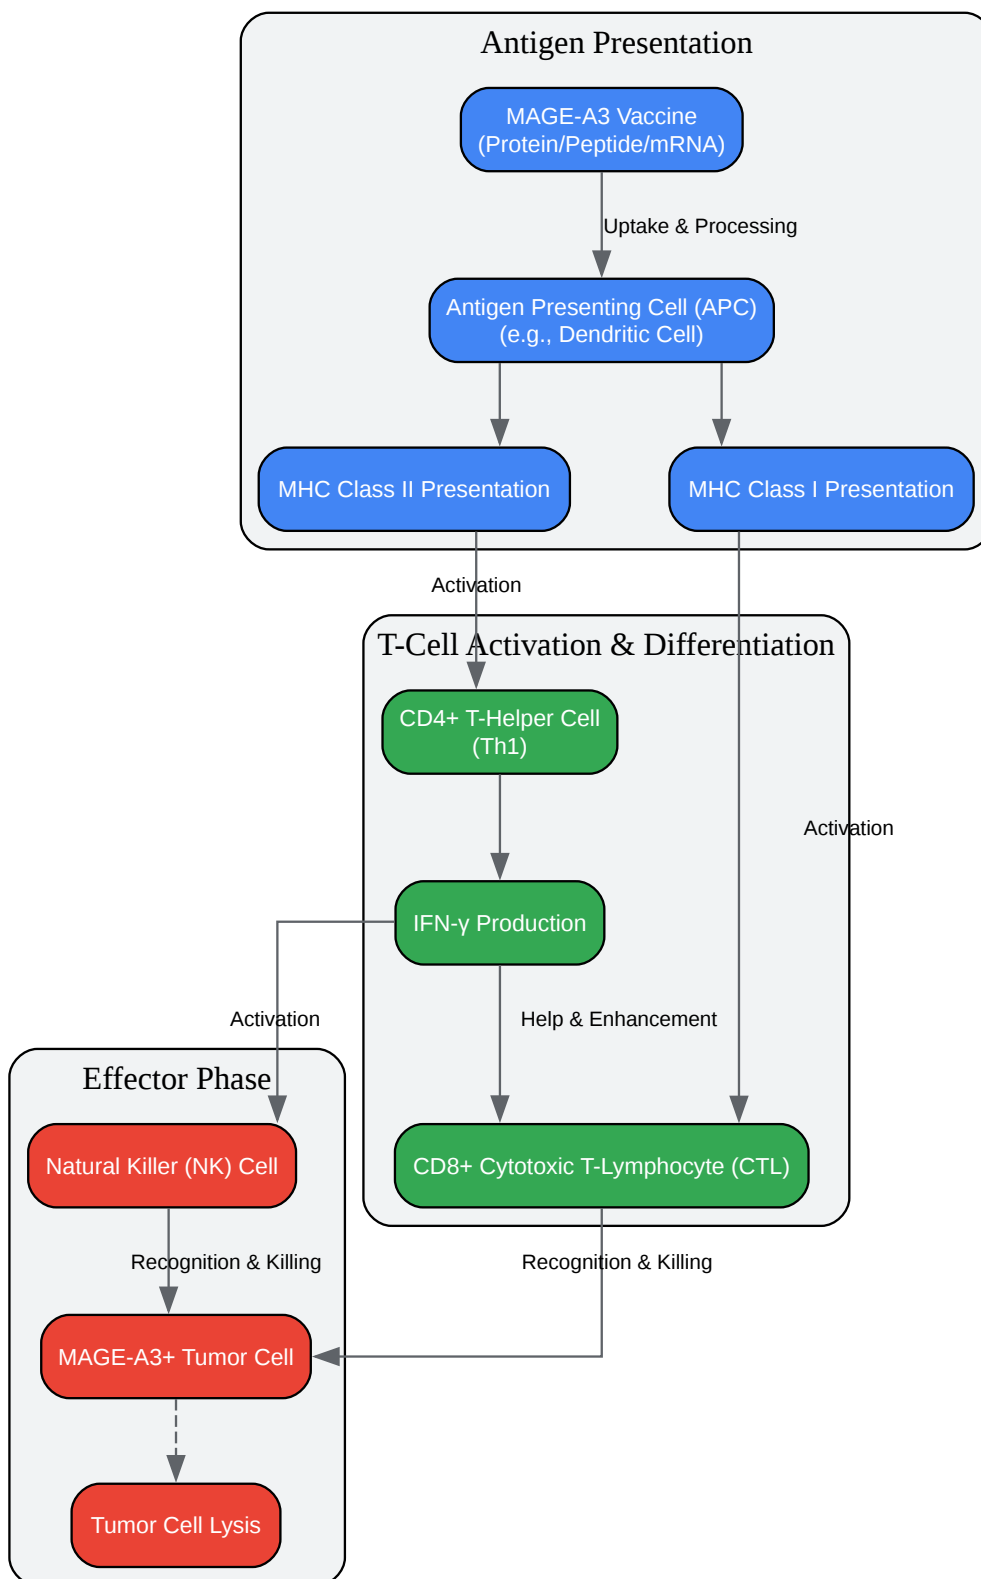 Antigen Presentation
MAGE-A3 Vaccine
(Protein/Peptide/mRNA)
Uptake & Processing
Antigen Presenting Cell (APC)
(e.g., Dendritic Cell)
MHC Class II Presentation
MHC Class I Presentation
Activation
T-Cell Activation & Differentiation
CD4+ T-Helper Cell
(Th1)
Activation
IFN-γ Production
Activation
Help & Enhancement
Effector Phase
Natural Killer (NK) Cell
CD8+ Cytotoxic T-Lymphocyte (CTL)
Recognition & Killing
Recognition & Killing
MAGE-A3+ Tumor Cell
Tumor Cell Lysis